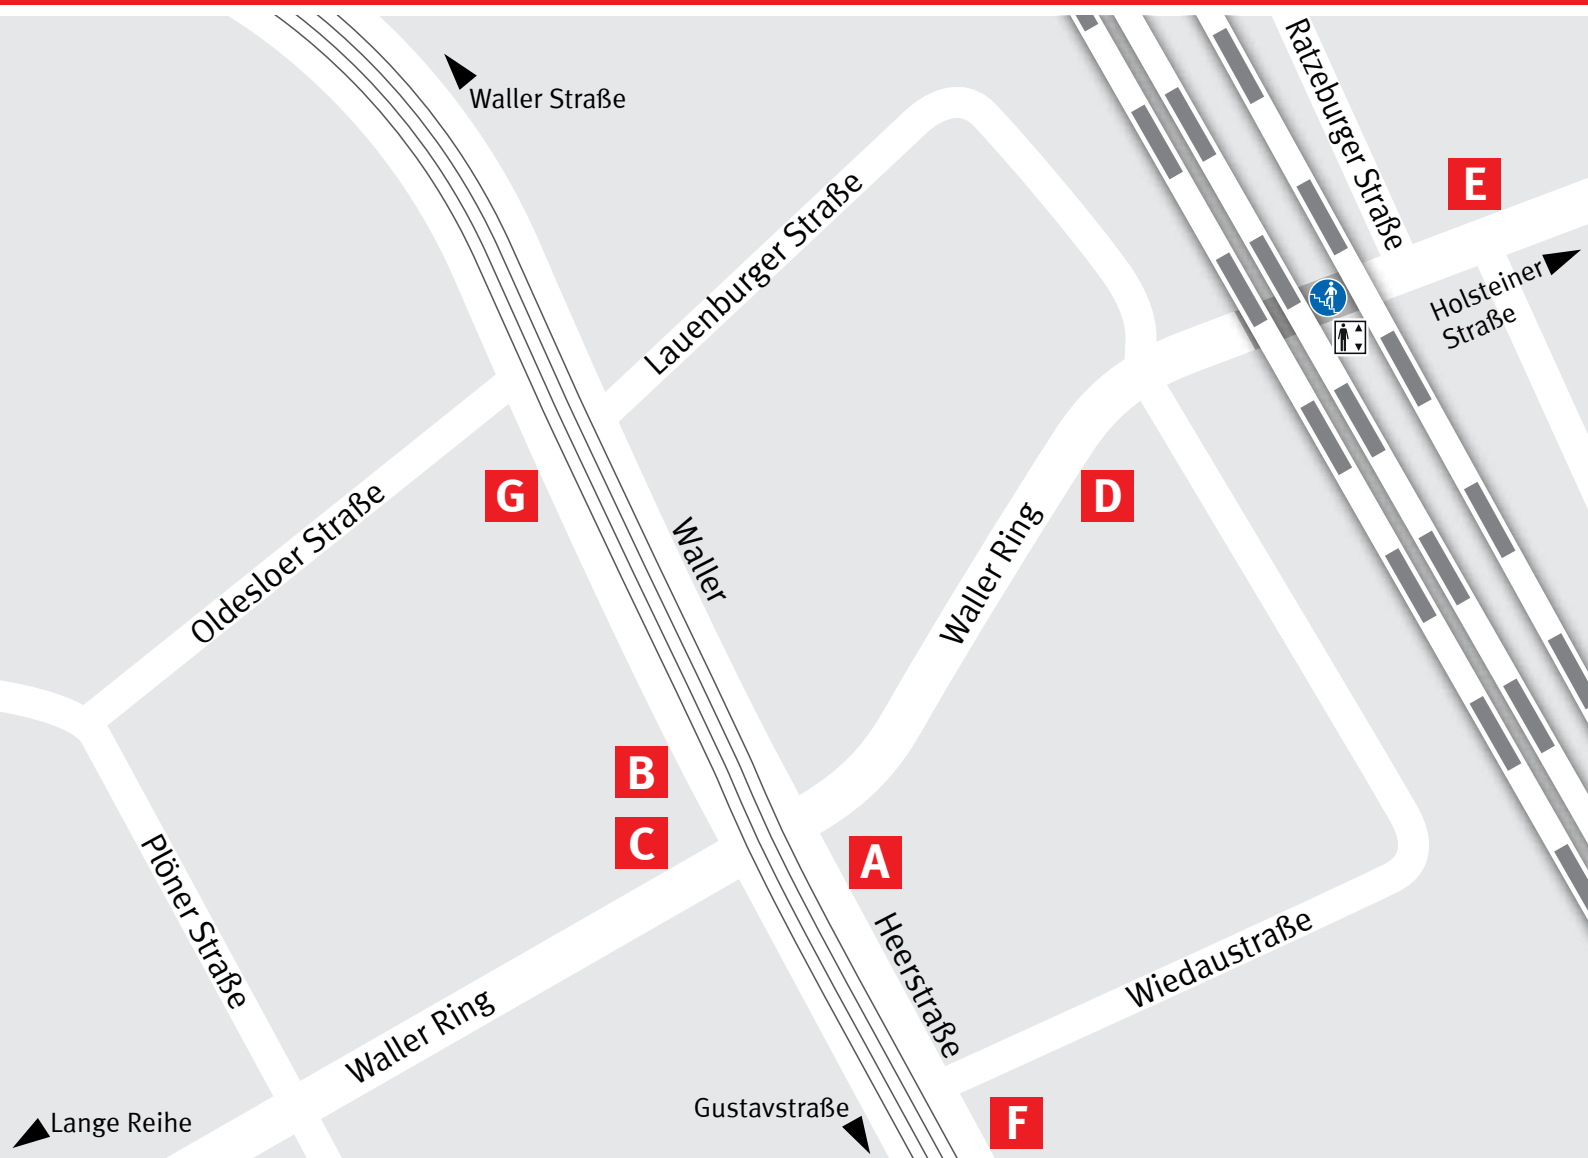 Ratzeburger Straße
Waller Straße
E
Lauenburger Straße
Holsteiner
Straße
G
D
Oldesloer Straße
Waller
Waller Ring
B
C
A
Plöner Straße
Heerstraße
Wiedaustraße
Waller Ring
Gustavstraße
Lange Reihe
F